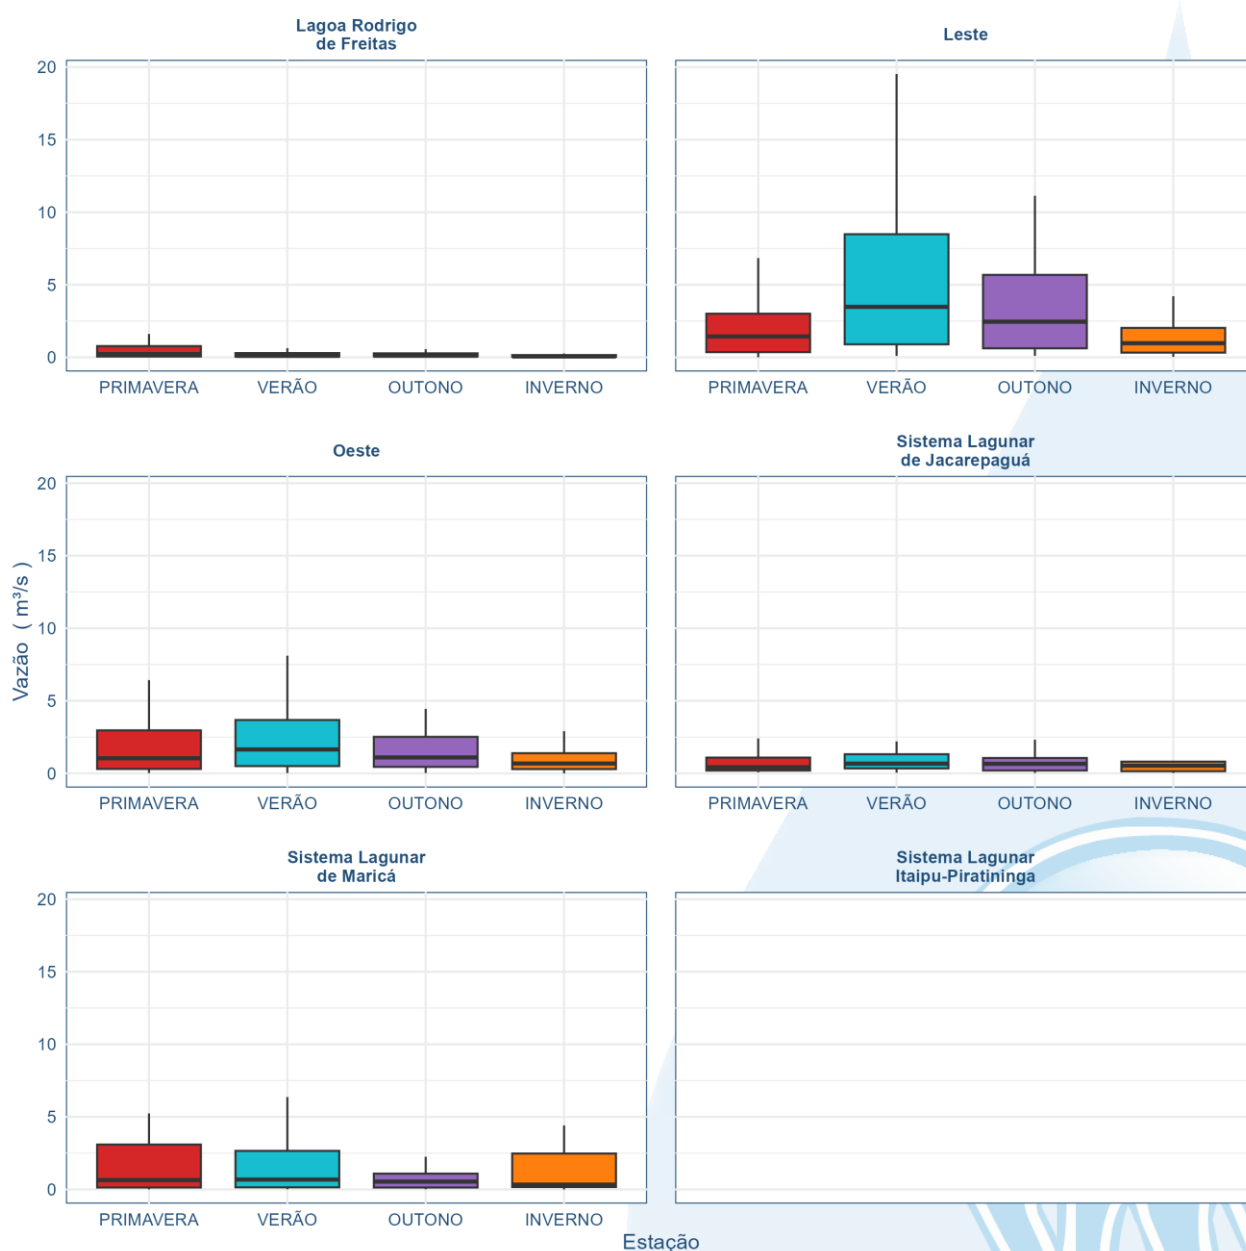 Lagoa Rodrigo
de Freitas
Leste
20
15
10
5
0
PRIMAVERA VERÃO OUTONO INVERNO
PRIMAVERA VERÃO OUTONO INVERNO
Oeste
Sistema Lagunar
de Jacarepaguá
Vazão ( m³/s )
20
15
10
5
0
PRIMAVERA VERÃO OUTONO INVERNO
PRIMAVERA VERÃO OUTONO INVERNO
Sistema Lagunar
de Maricá
Sistema Lagunar
Itaipu-Piratininga
20
15
10
5
0
PRIMAVERA VERÃO OUTONO INVERNO
Estação